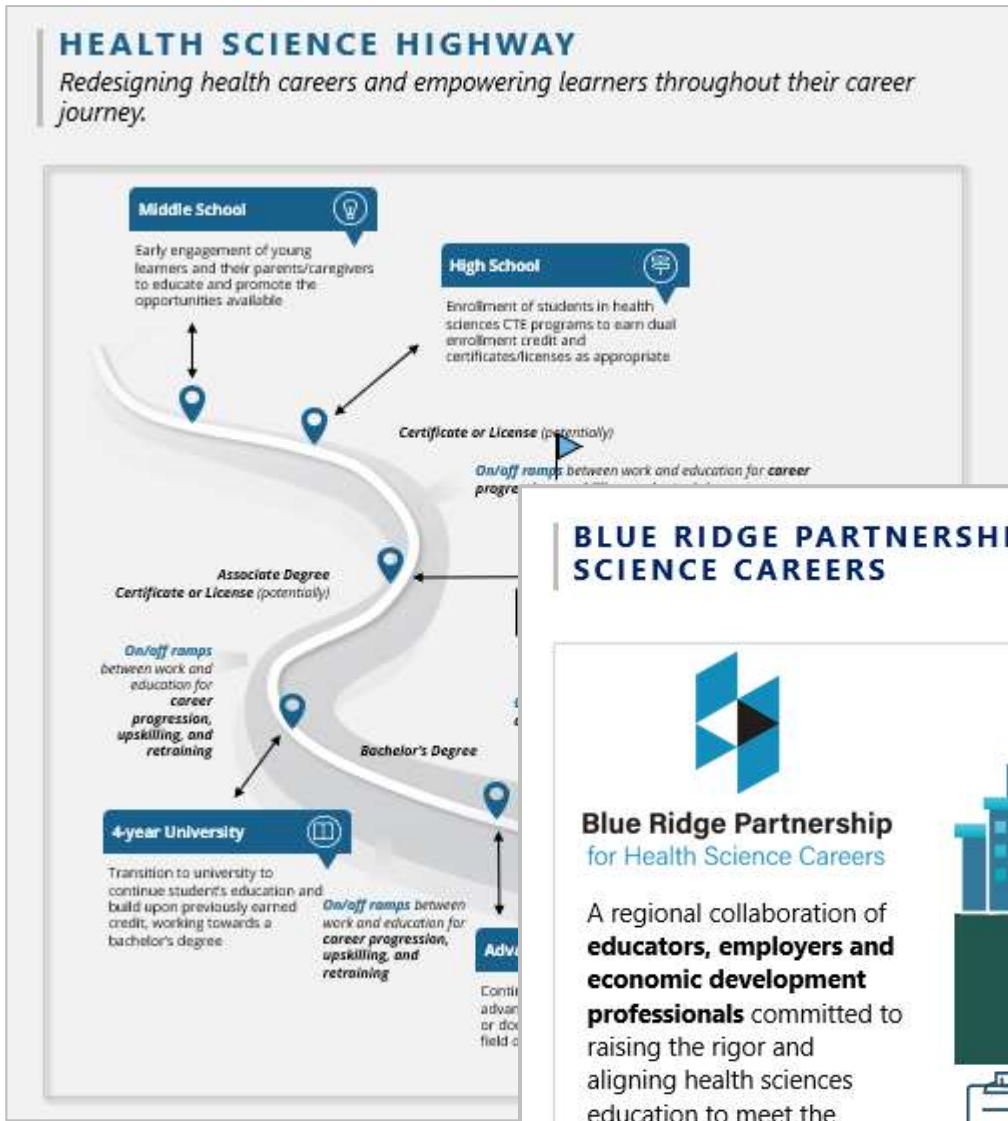 HEALTH SCIENCE HIGHWAY
Redesigning health careers and empowering learners throughout their career
journey.
Middle School
Early engagement of young
learners and their parents/caregivers
to educate and promote the
opportunities available
High School
Enrollment of students in health
sciences CTE programs to earn dual
enrollment credit and
certificates/licenses as appropriate
Certificate or License (potentially)
On/off ramps between work and education for career
Associate Degree
Certificate or License (potentially)
On/off ramps
between work and
education for
career
progression,
upskilling, and
retraining
Bachelor's Degree
4-year University
Transition to university to
continue student's education and
build upon previously earned
credit, working towards a
bachelor's degree
On/off ramps between
work and education for
career progression,
upskilling, and
retraining
field
BLUE RIDGE PARTNERSHI
SCIENCE CAREERS
Blue Ridge Partnership
for Health Science Careers
A regional collaboration of
educators, employers and
economic development
professionals committed to
raising the rigor and
aligning health sciences
education to meet the